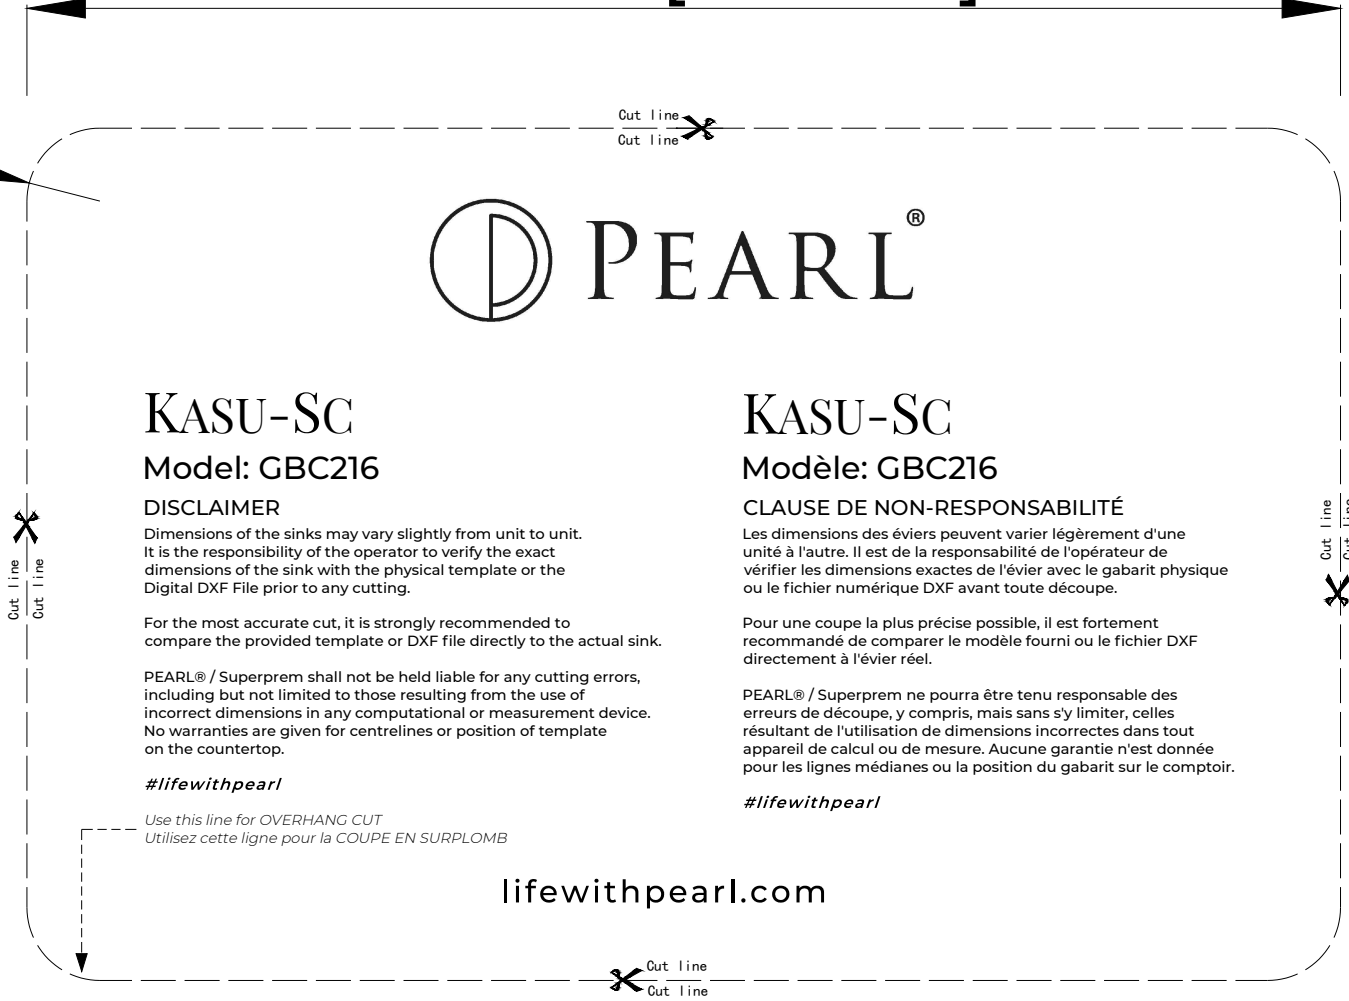 Cut line
Cut line
PEARL®
KASU-SC
Model: GBC216
DISCLAIMER
Dimensions of the sinks may vary slightly from unit to unit.
It is the responsibility of the operator to verify the exact
dimensions of the sink with the physical template or the
Digital DXF File prior to any cutting.
For the most accurate cut, it is strongly recommended to
compare the provided template or DXF file directly to the actual sink.
PEARL® / Superprem shall not be held liable for any cutting errors,
including but not limited to those resulting from the use of
incorrect dimensions in any computational or measurement device.
No warranties are given for centrelines or position of template
on the countertop.
#lifewithpearl
Use this line for OVERHANG CUT
Utilisez cette ligne pour la COUPE EN SURPLOMB
KASU-SC
Modèle: GBC216
CLAUSE DE NON-RESPONSABILITÉ
Les dimensions des éviers peuvent varier légèrement d'une
unité à l'autre. Il est de la responsabilité de l'opérateur de
vérifier les dimensions exactes de l'évier avec le gabarit physique
ou le fichier numérique DXF avant toute découpe.
Pour une coupe la plus précise possible, il est fortement
recommandé de comparer le modèle fourni ou le fichier DXF
directement à l'évier réel.
PEARL® / Superprem ne pourra être tenu responsable des
erreurs de découpe, y compris, mais sans s'y limiter, celles
résultant de l'utilisation de dimensions incorrectes dans tout
appareil de calcul ou de mesure. Aucune garantie n'est donnée
pour les lignes médianes ou la position du gabarit sur le comptoir.
#lifewithpearl
Cut line
Cut line
Cut line
Cut line
lifewithpearl.com
Cut line
Cut line